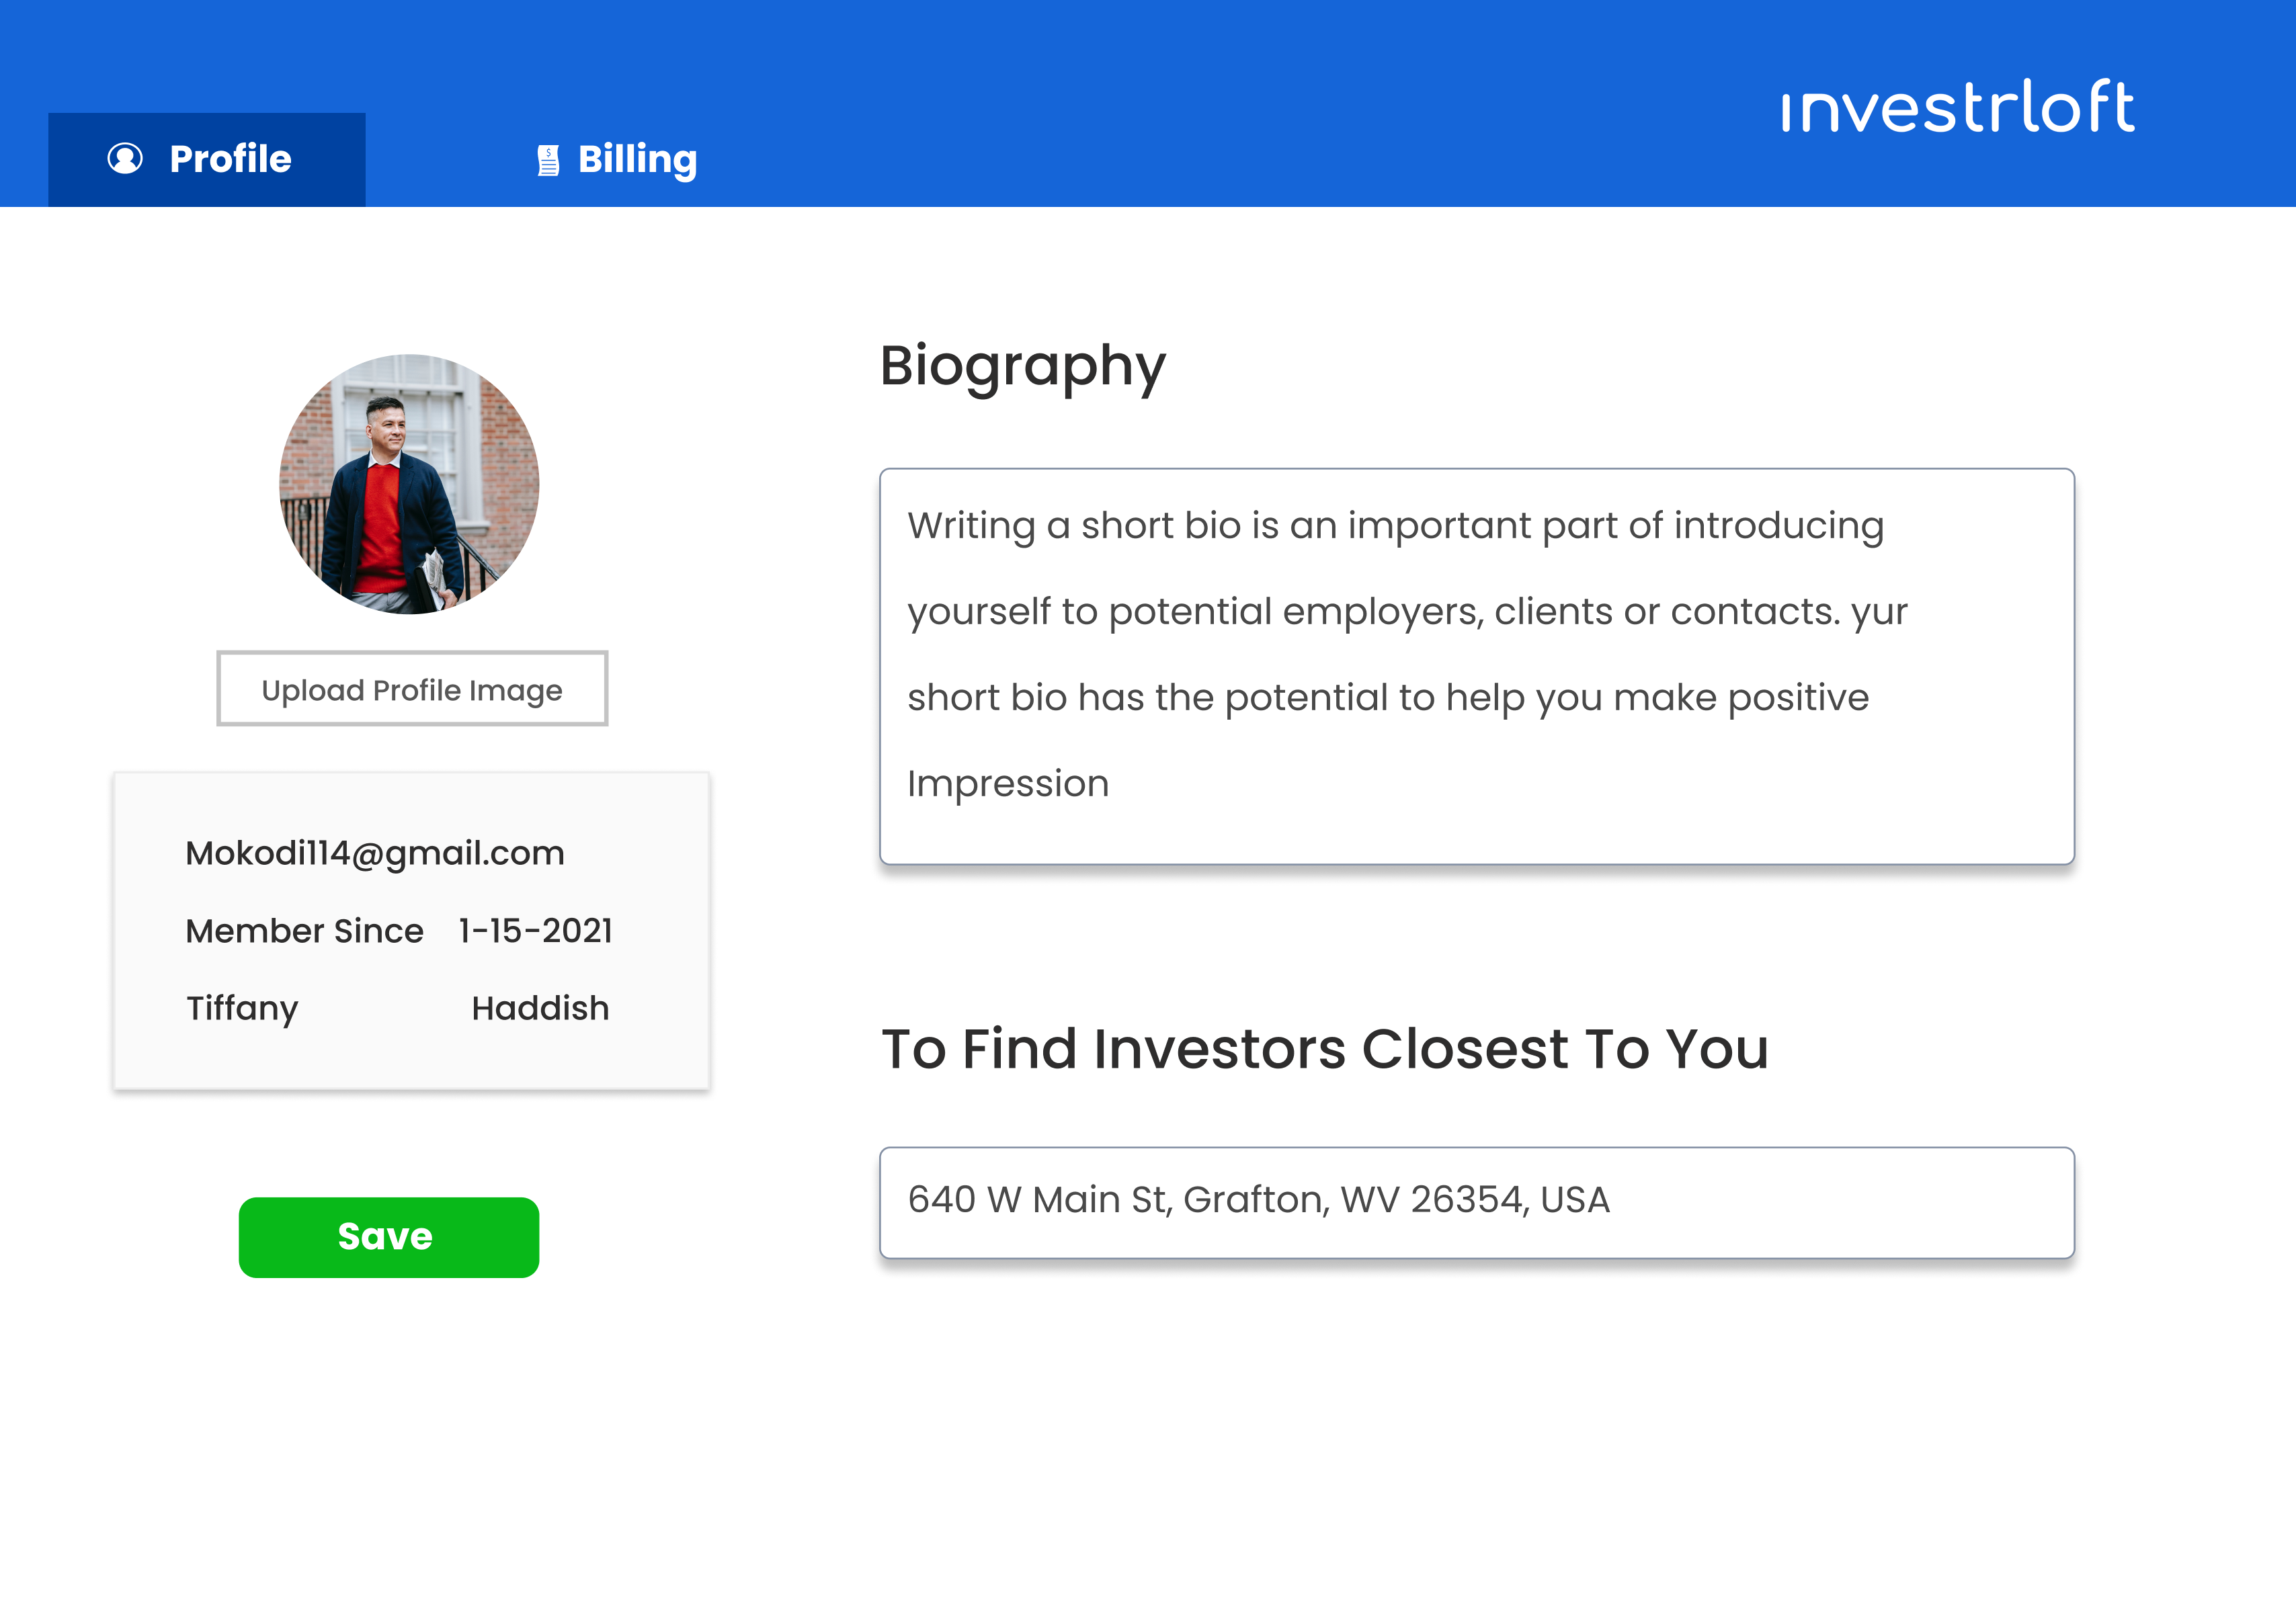 investrloft
Profile
Billing
Biography
Writing a short bio is an important part of introducing
yourself to potential employers, clients or contacts. yur
short bio has the potential to help you make positive
Impression
Upload Profile Image
Mokodi114@gmail.com
Member Since 1-15-2021
Tiffany Haddish
Save
To Find Investors Closest To You
640 W Main St, Grafton, WV 26354, USA